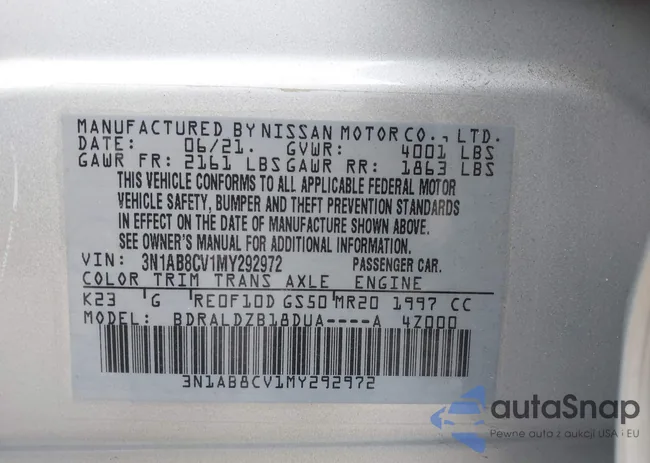 MANUFACTURED BY NISSAN MOTOR CO., LTD.
DATE: 06/21. GVWR: 4001 LBS
GAWR FR: 2161 LBS GAWR RR: 1863 LBS
THIS VEHICLE CONFORMS TO ALL APPLICABLE FEDERAL MOTOR
VEHICLE SAFETY, BUMPER AND THEFT PREVENTION STANDARDS
IN EFFECT ON THE DATE OF MANUFACTURE SHOWN ABOVE.
SEE OWNER'S MANUAL FOR ADDITIONAL INFORMATION.
VIN: 3N1AB8CV1MY292972 PASSENGER CAR.
COLOR TRIM TRANS AXLE ENGINE
K23 G RE0F10D GS50 MR20 1997 CC
MODEL: BDRALDZB18DUA----A 4Z000
3N1AB8CV1MY292972
autaSnap
Pewne auta z aukcji USA i EU